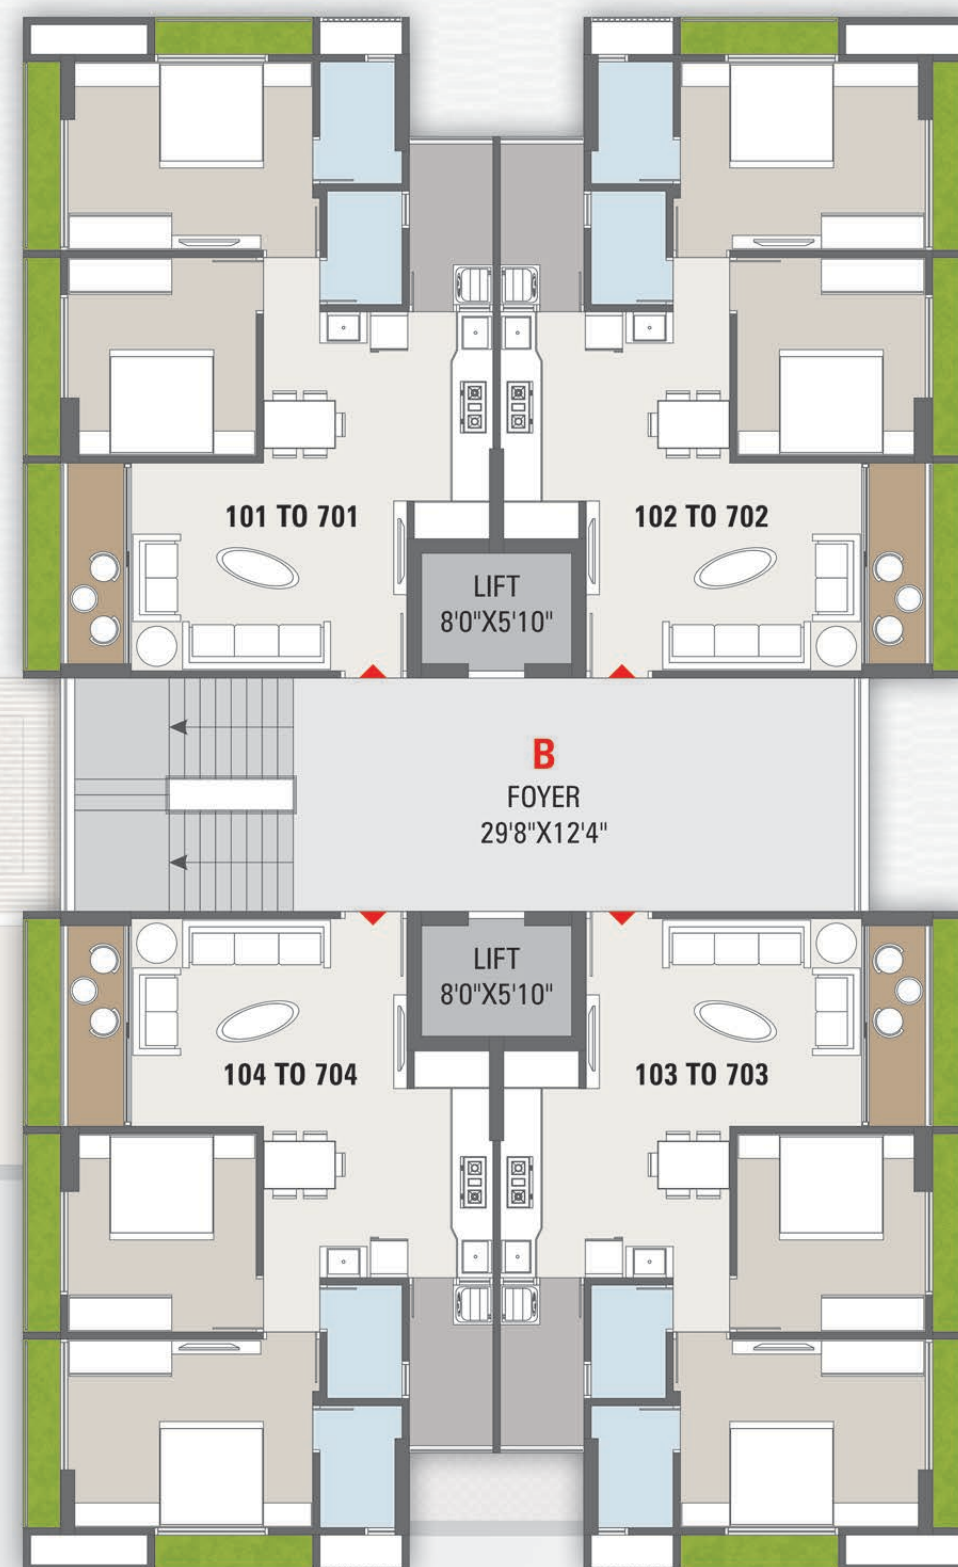 101 TO 701
102 TO 702
LIFT
8'0"X5'10"
B
FOYER
29'8"X12'4"
LIFT
8'0"X5'10"
104 TO 704
103 TO 703